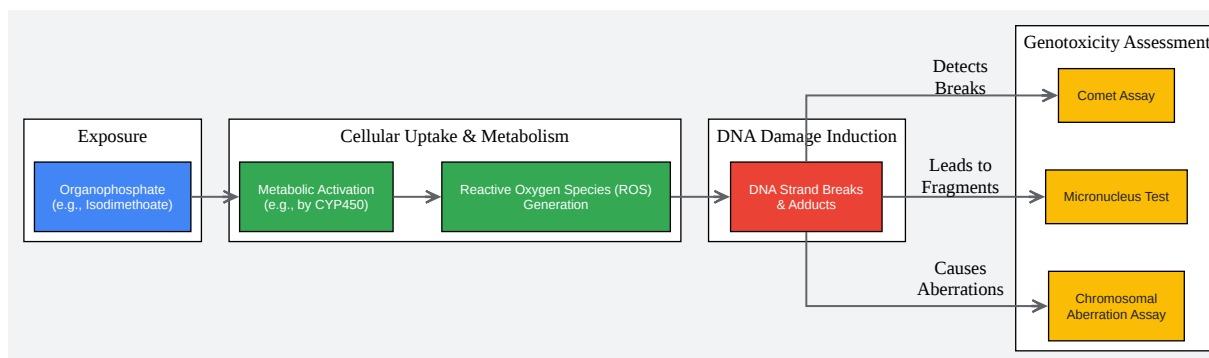 Exposure
Organophosphate
(e.g., Isodimethoate)
Cellular Uptake & Metabolism
Metabolic Activation
(e.g., by CYP450)
Reactive Oxygen Species (ROS)
Generation
DNA Damage Induction
DNA Strand Breaks
& Adducts
Detects
Breaks
Leads to
Fragments
Causes
Aberrations
Genotoxicity Assessment
Comet Assay
Micronucleus Test
Chromosomal
Aberration Assay